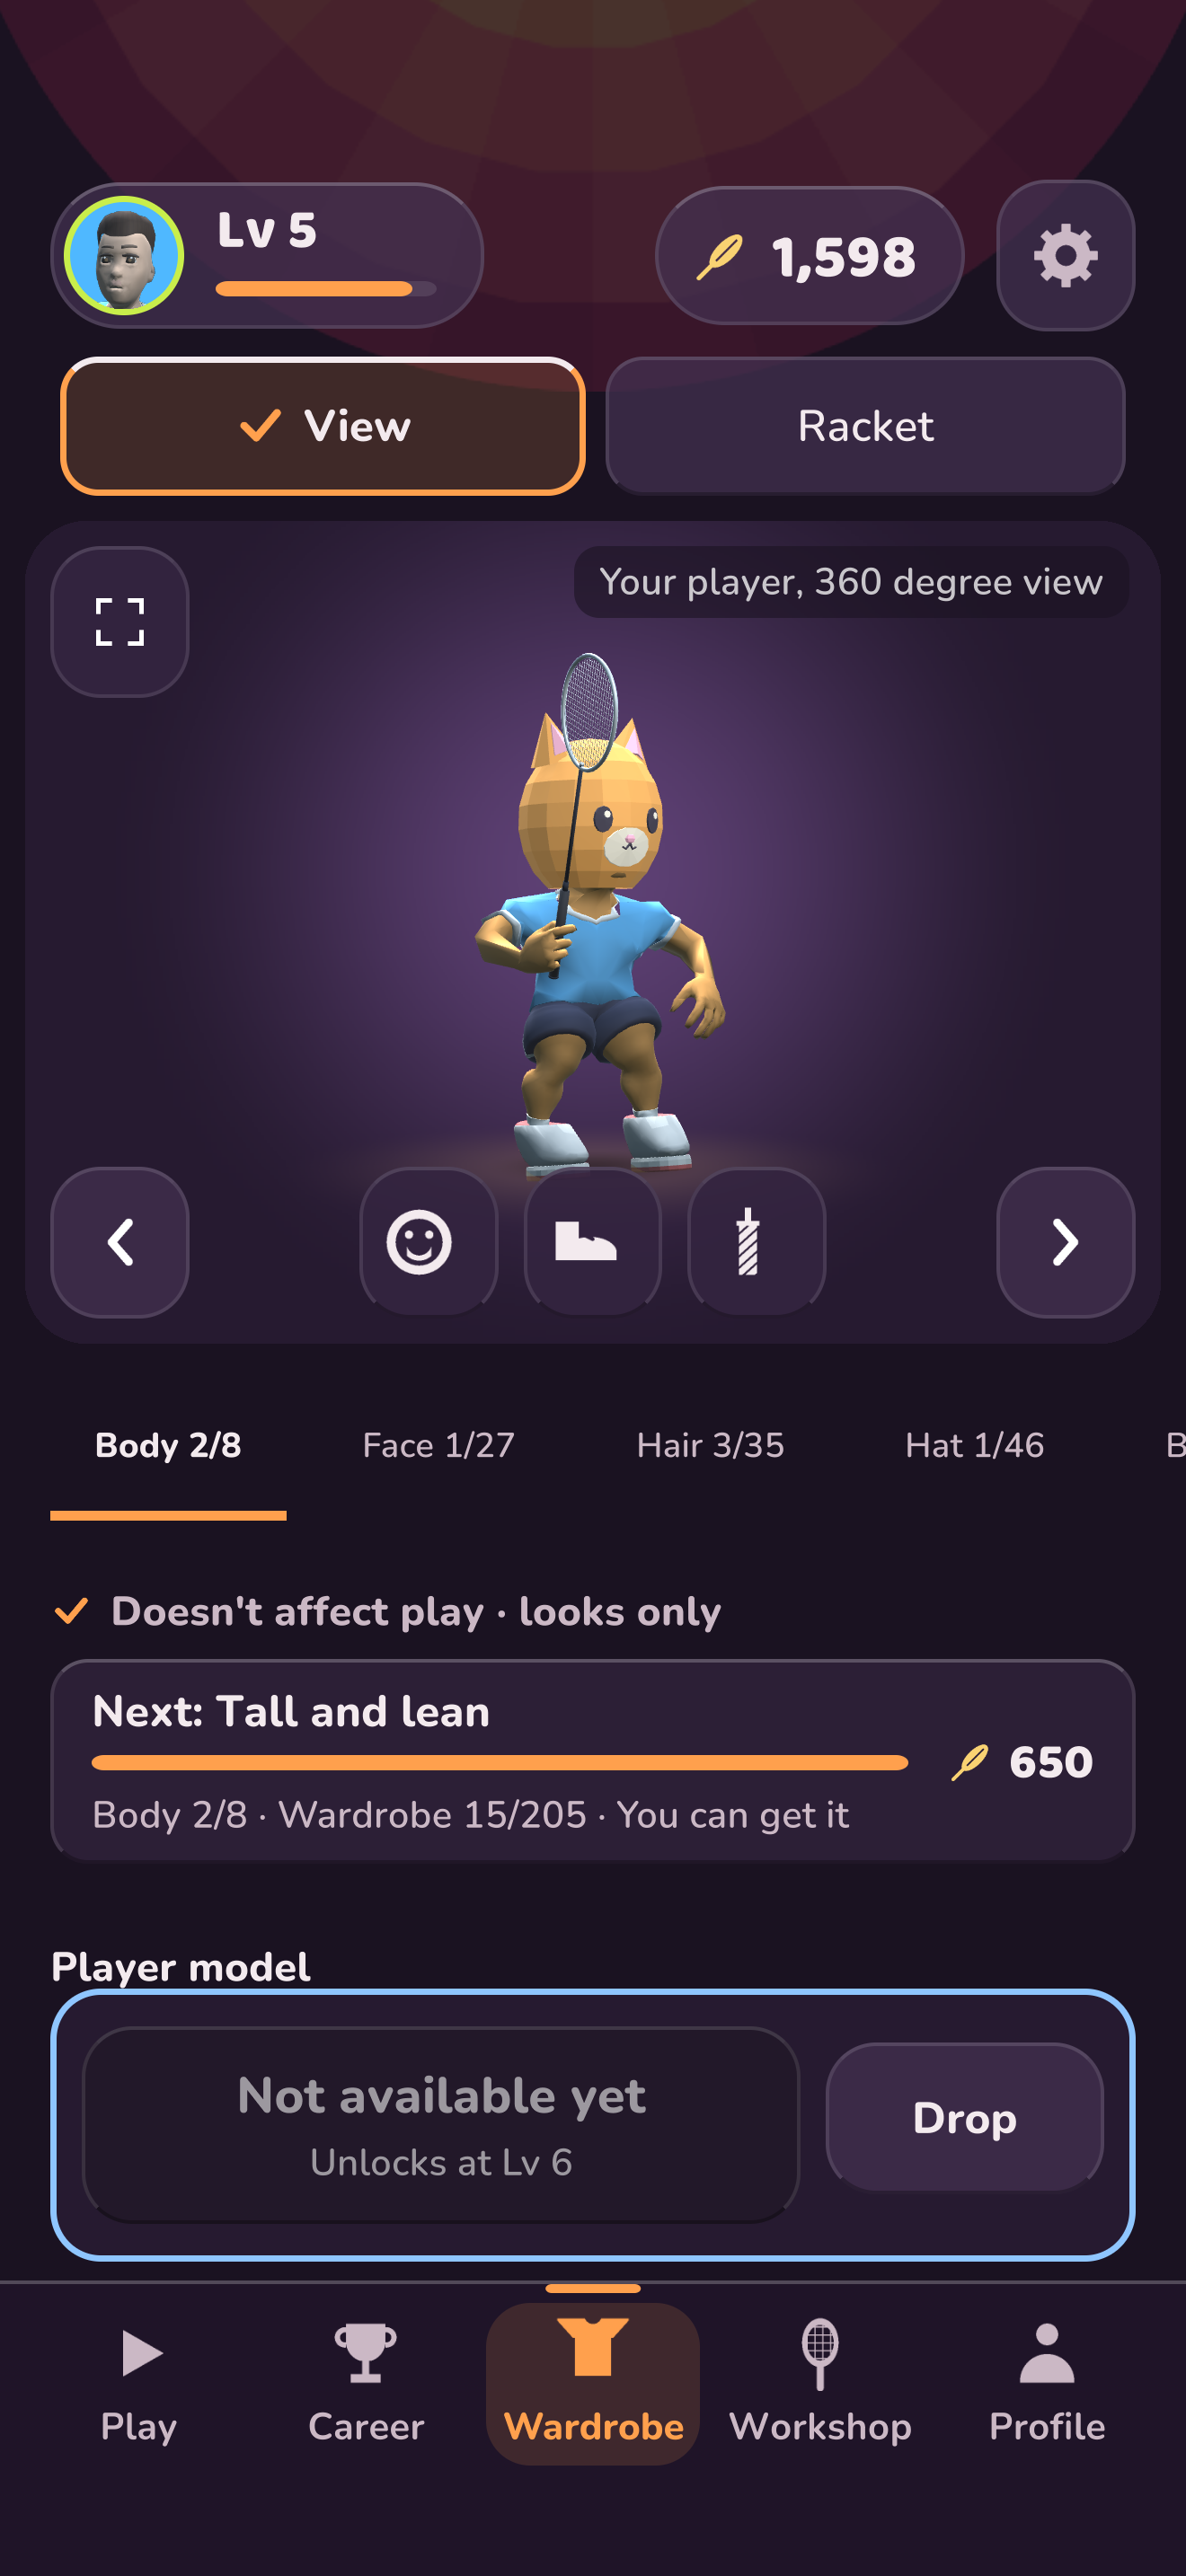 Lv 5
1,598
View
Racket
Your player, 360 degree view
Body 2/8
Face 1/27
Hair 3/35
Hat 1/46
B
Doesn't affect play · looks only
Next: Tall and lean
650
Body 2/8 · Wardrobe 15/205 · You can get it
Player model
Not available yet
Unlocks at Lv 6
Drop
Play
Career
Wardrobe
Workshop
Profile